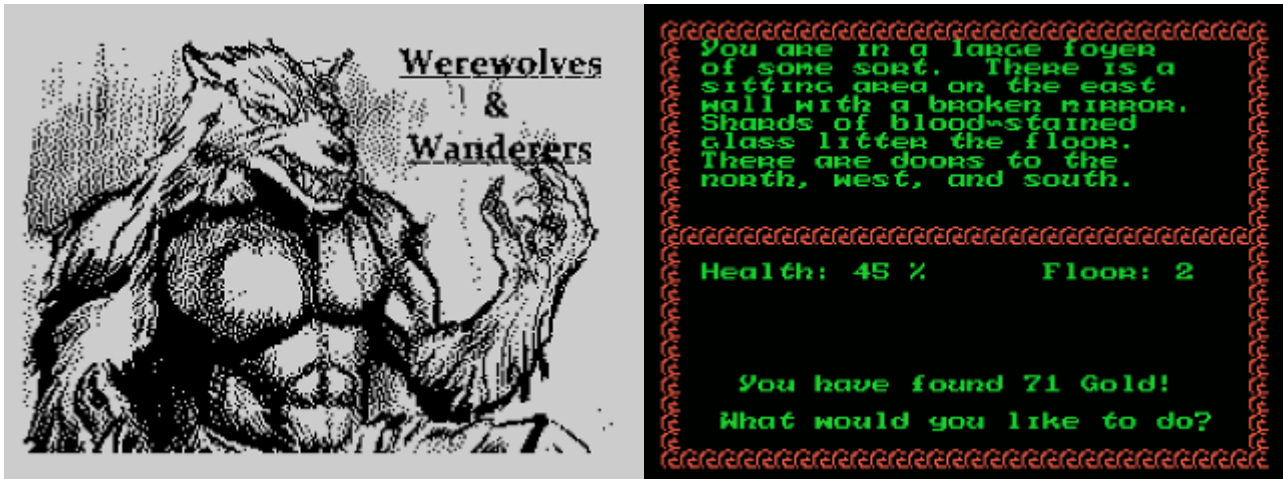 Werewolves
&
Wanderers
You are in a large foyer
of some sort. There is a
sitting area on the east
wall with a broken mirror.
Shards of blood-stained
glass litter the floor.
There are doors to the
north, west, and south.
Health: 45 % Floor: 2
You have found 71 Gold!
What would you like to do?